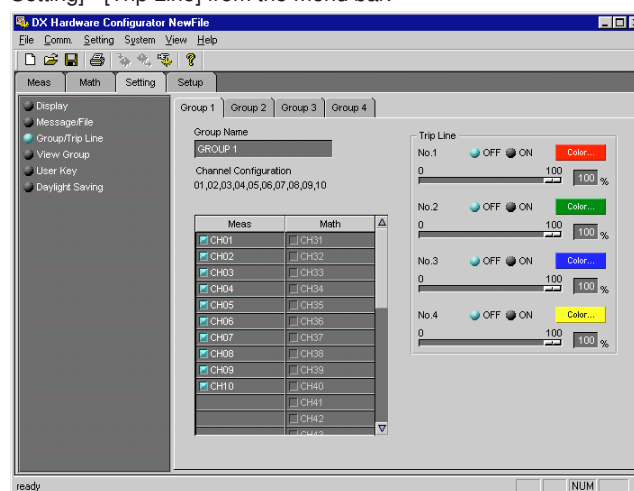 Setting] - [Trip Line] from the menu bar.
DX Hardware Configurator NewFile
File Comm. Setting System View Help
Meas Math Setting Setup
Display
Message/File
Group/Trip Line
View Group
User Key
Daylight Saving
Group 1 Group 2 Group 3 Group 4
Group Name
GROUP 1
Channel Configuration
01,02,03,04,05,06,07,08,09,10
Meas Math
CH01 CH31
CH02 CH32
CH03 CH33
CH04 CH34
CH05 CH35
CH06 CH36
CH07 CH37
CH08 CH38
CH09 CH39
CH10 CH40
CH41
CH42
CH43
Trip Line
No.1 OFF ON Color...
0 100
100 %
No.2 OFF ON Color...
0 100
100 %
No.3 OFF ON Color...
0 100
100 %
No.4 OFF ON Color...
0 100
100 %
ready NUM